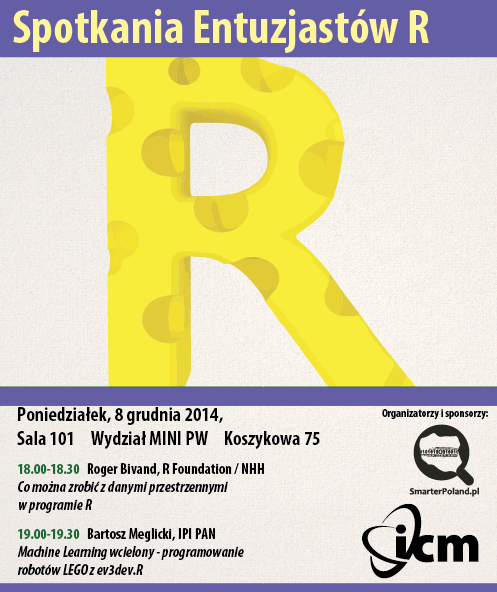 Spotkania Entuzjastów R
R
Poniedziałek, 8 grudnia 2014,
Sala 101 Wydział MINI PW Koszykowa 75
18.00-18.30 Roger Bivand, R Foundation / NHH
Co można zrobić z danymi przestrzennymi
w programie R
19.00-19.30 Bartosz Meglicki, IPI PAN
Machine Learning wcielony - programowanie
robotów LEGO z ev3dev.R
Organizatorzy i sponsorzy:
SmarterPoland.pl
icm